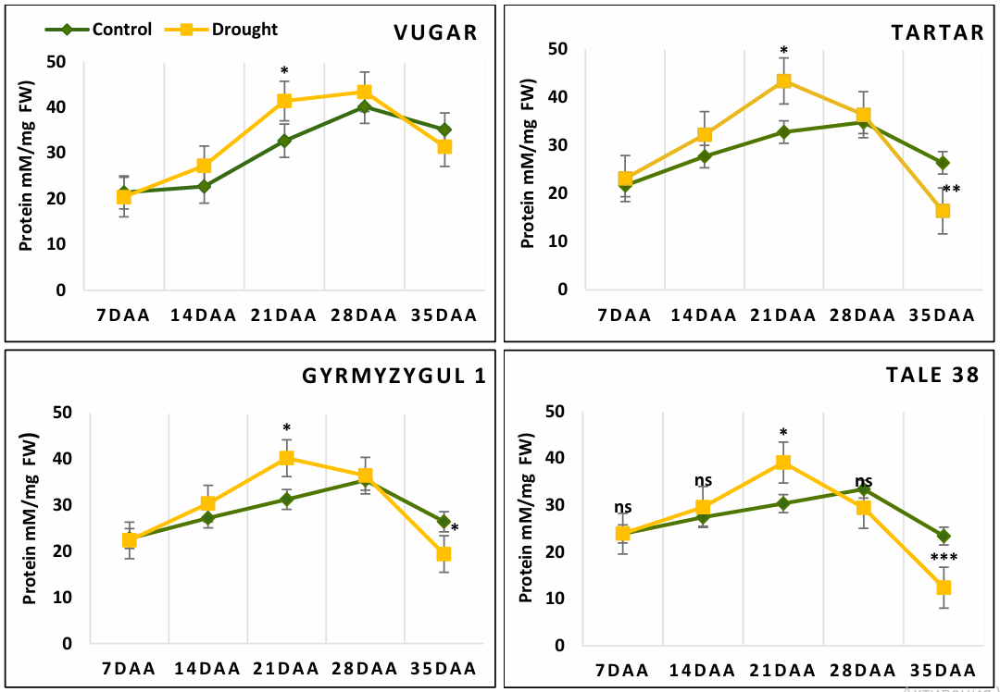 Control Drought VUGAR
Protein mM/mg FW)
50
40
30
20
10
0
*
7DAA 14DAA 21DAA 28DAA 35DAA
TARTAR
Protein mM/mg FW)
50
40
30
20
10
0
*
**
7DAA 14DAA 21DAA 28DAA 35DAA
GYRMYZYGUL 1
Protein mM/mg FW)
50
40
30
20
10
0
*
*
7DAA 14DAA 21DAA 28DAA 35DAA
TALE 38
Protein mM/mg FW)
50
40
30
20
10
0
ns
ns
*
ns
***
7DAA 14DAA 21DAA 28DAA 35DAA